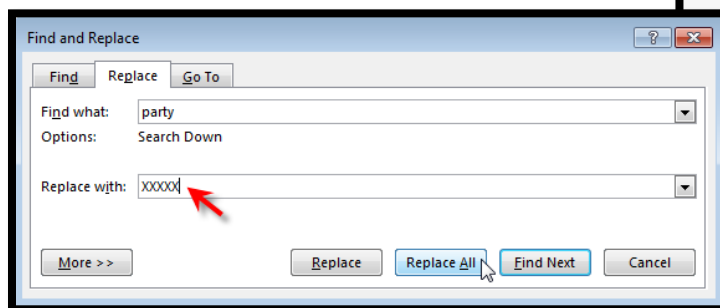 Find and Replace
Find Replace Go To
Find what: party
Options: Search Down
Replace with: XXXXX
More >> Replace Replace All Find Next Cancel